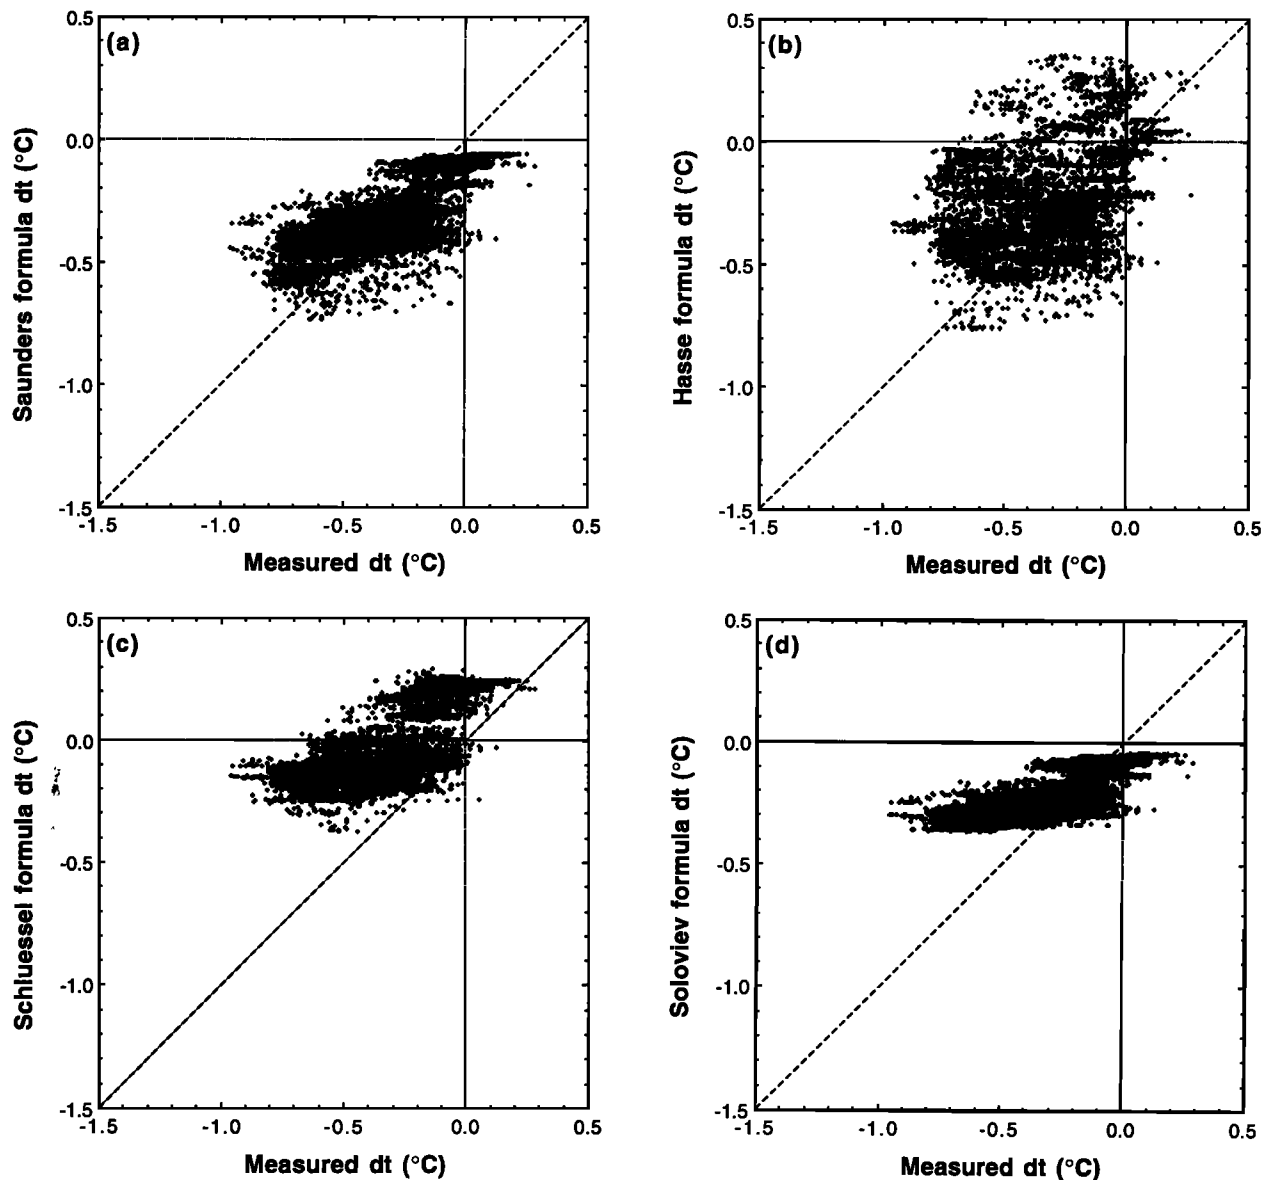 (a)
0.5
0.0
-0.5
-1.0
-1.5
Saunders formula dt (°C)
-1.5 -1.0 -0.5 0.0 0.5
Measured dt (°C)
(b)
0.5
0.0
-0.5
-1.0
-1.5
Hasse formula dt (°C)
-1.5 -1.0 -0.5 0.0 0.5
Measured dt (°C)
(c)
0.5
0.0
-0.5
-1.0
-1.5
Schluessel formula dt (°C)
-1.5 -1.0 -0.5 0.0 0.5
Measured dt (°C)
(d)
0.5
0.0
-0.5
-1.0
-1.5
Soloviev formula dt (°C)
-1.5 -1.0 -0.5 0.0 0.5
Measured dt (°C)